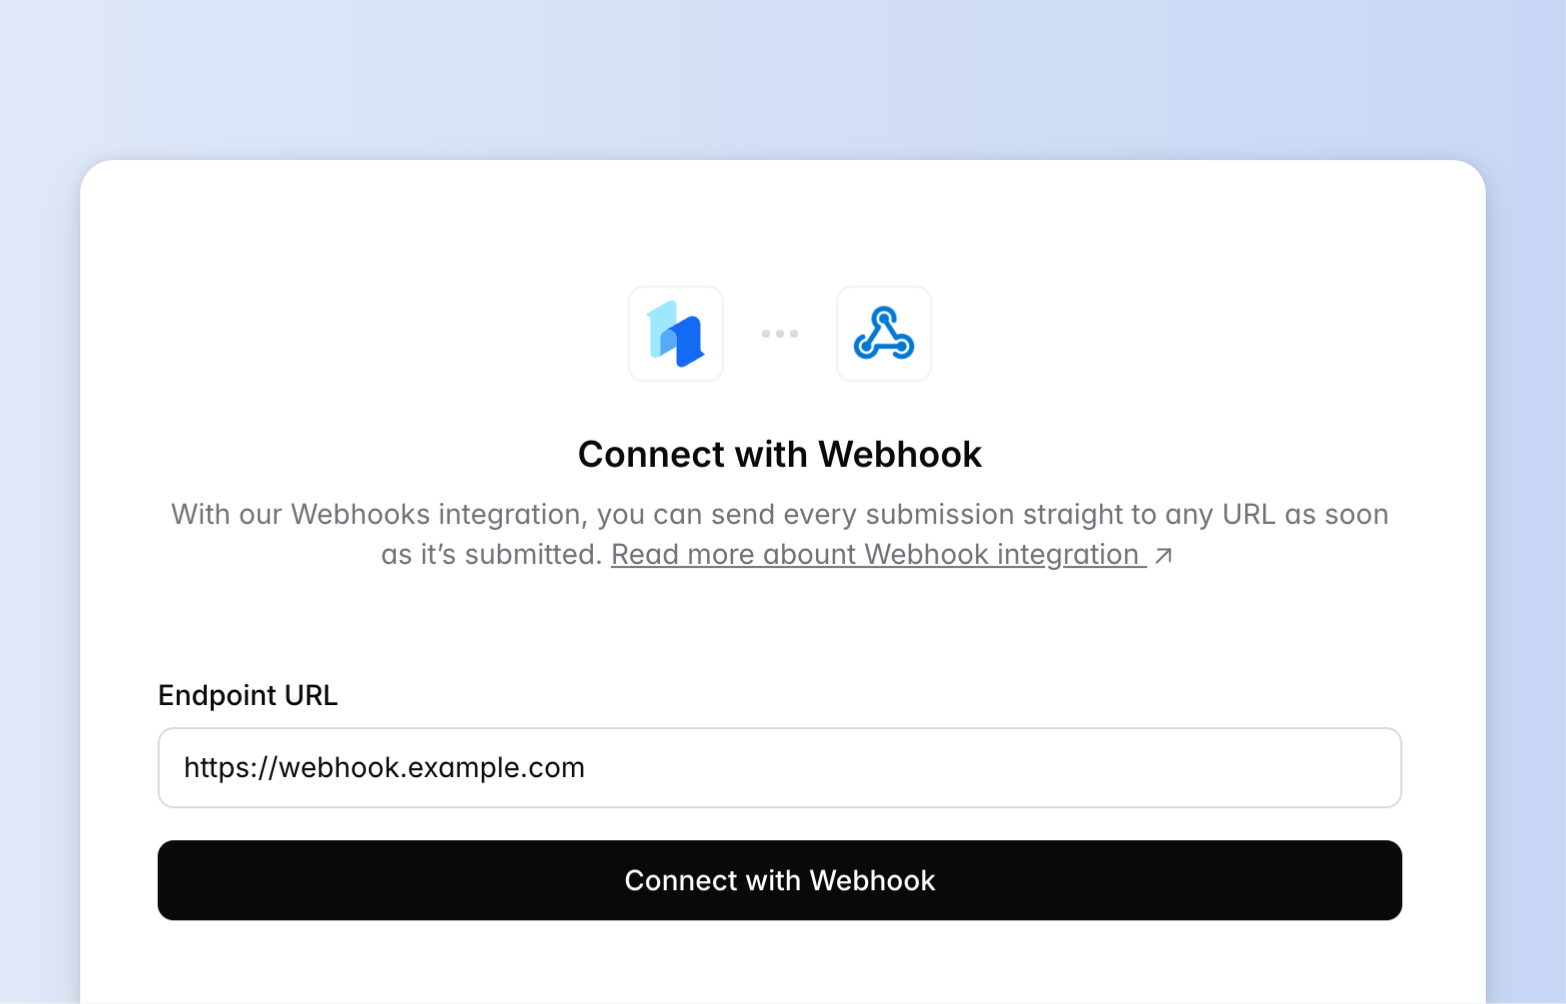 Connect with Webhook
With our Webhooks integration, you can send every submission straight to any URL as soon
as it’s submitted. Read more abount Webhook integration ↗
Endpoint URL
https://webhook.example.com
Connect with Webhook